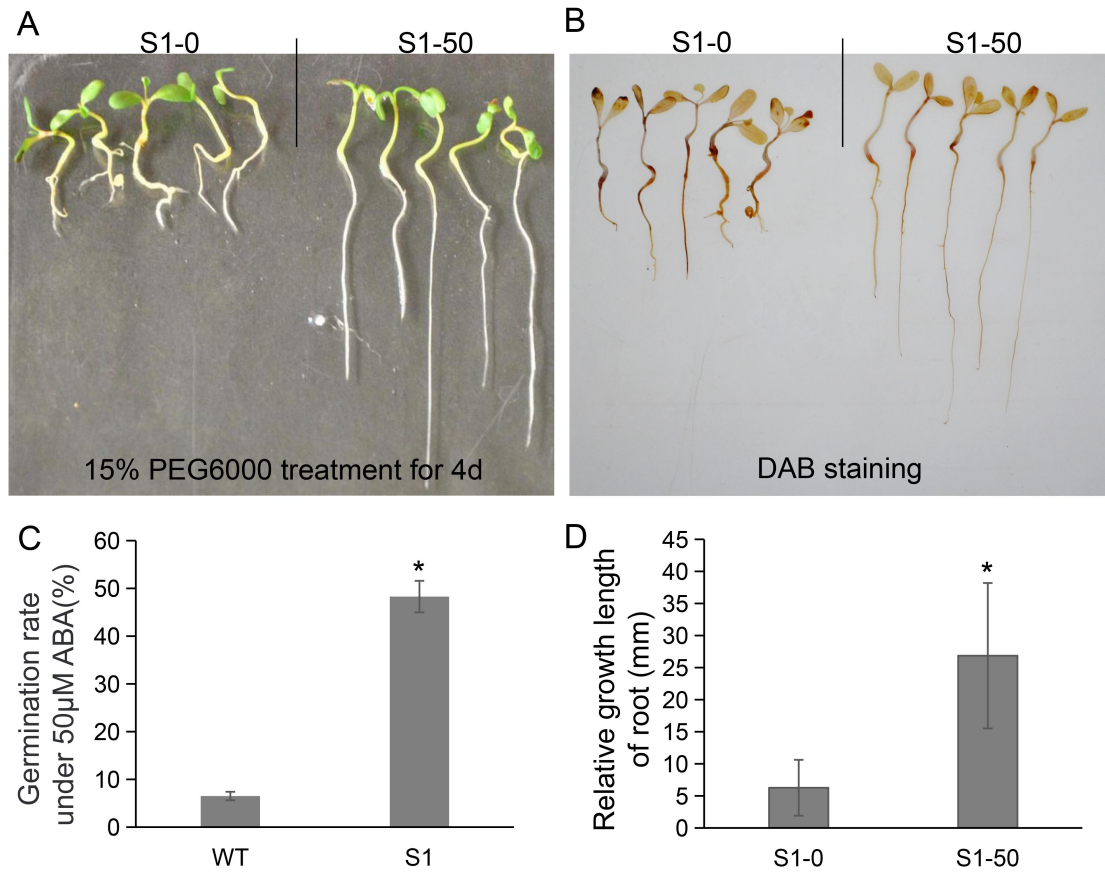 A
S1-0
S1-50
15% PEG6000 treatment for 4d
B
S1-0
S1-50
DAB staining
C
Germination rate
under 50μM ABA(%)
60
50
40
30
20
10
0
*
WT
S1
D
Relative growth length
of root (mm)
45
40
35
30
25
20
15
10
5
0
*
S1-0
S1-50